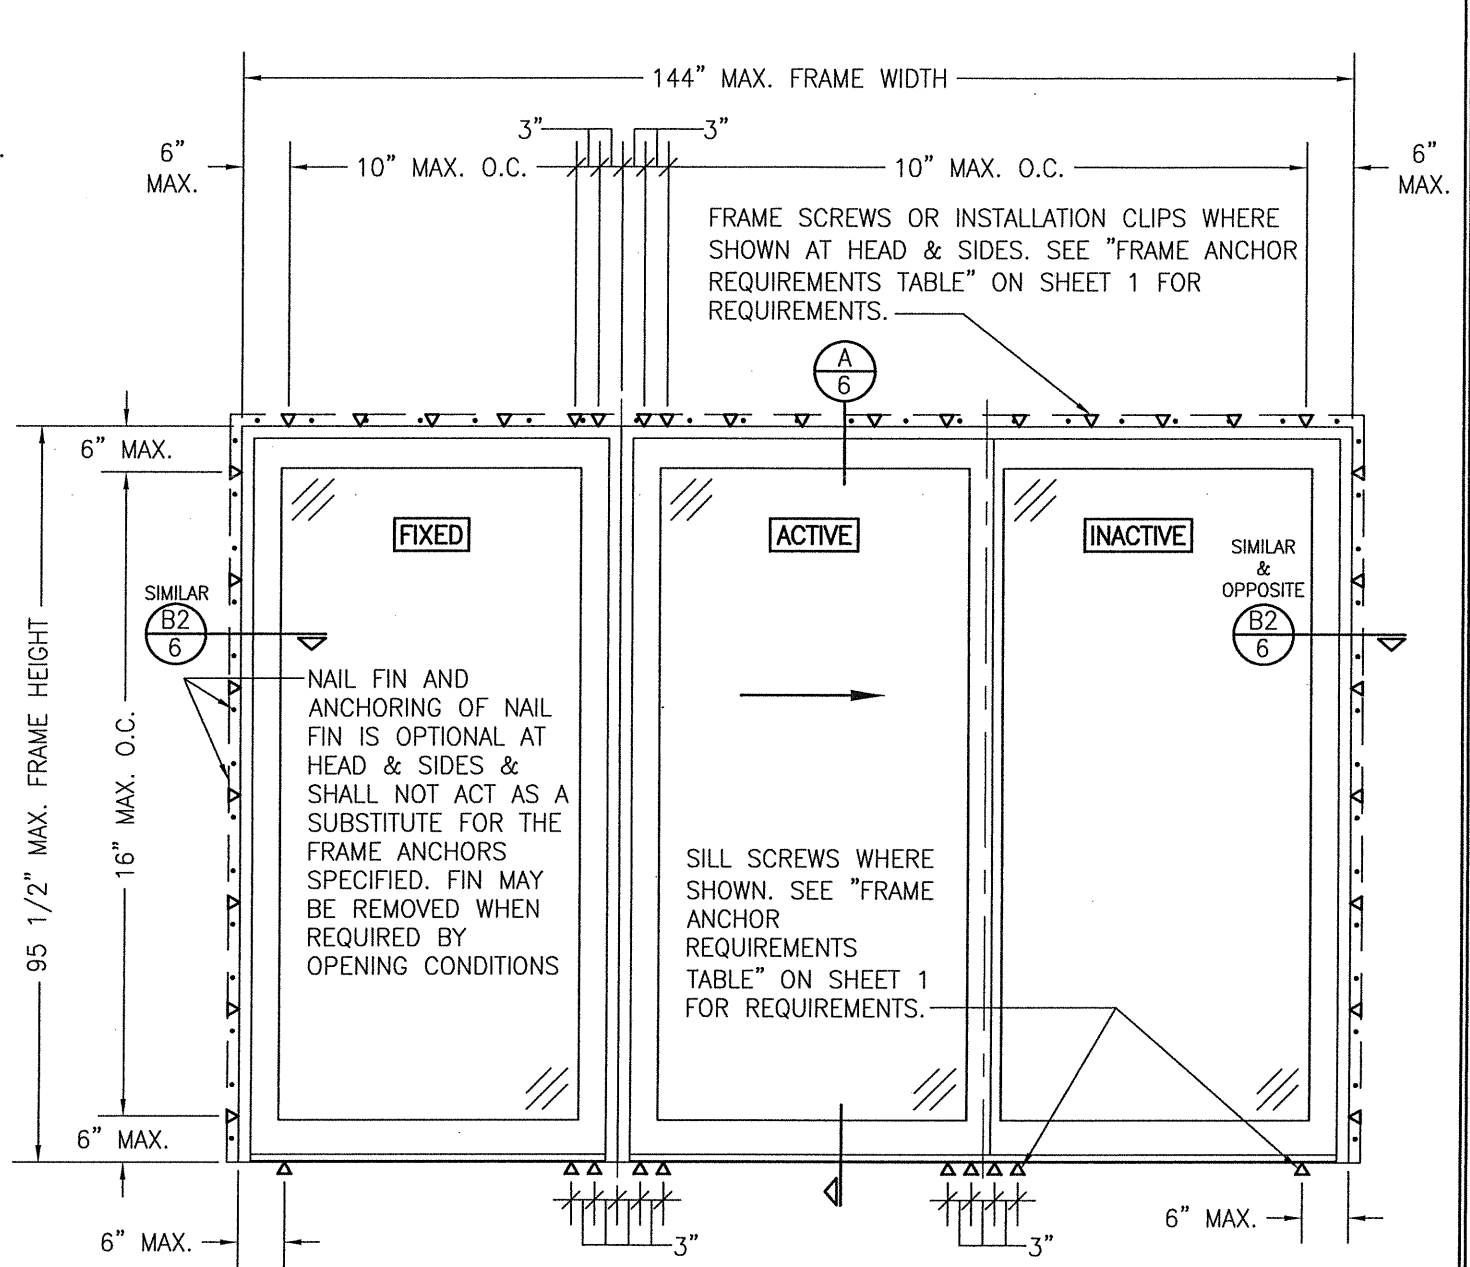 144" MAX. FRAME WIDTH
3"
3"
6"
MAX.
10" MAX. O.C.
10" MAX. O.C.
6"
MAX.
FRAME SCREWS OR INSTALLATION CLIPS WHERE
SHOWN AT HEAD & SIDES. SEE "FRAME ANCHOR
REQUIREMENTS TABLE" ON SHEET 1 FOR
REQUIREMENTS.
A
6
6" MAX.
FIXED
ACTIVE
INACTIVE
SIMILAR
&
OPPOSITE
B2
6
SIMILAR
B2
6
95 1/2" MAX. FRAME HEIGHT
16" MAX. O.C.
NAIL FIN AND
ANCHORING OF NAIL
FIN IS OPTIONAL AT
HEAD & SIDES &
SHALL NOT ACT AS A
SUBSTITUTE FOR THE
FRAME ANCHORS
SPECIFIED. FIN MAY
BE REMOVED WHEN
REQUIRED BY
OPENING CONDITIONS
SILL SCREWS WHERE
SHOWN. SEE "FRAME
ANCHOR
REQUIREMENTS
TABLE" ON SHEET 1
FOR REQUIREMENTS.
6" MAX.
6" MAX.
3"
3"
6" MAX.